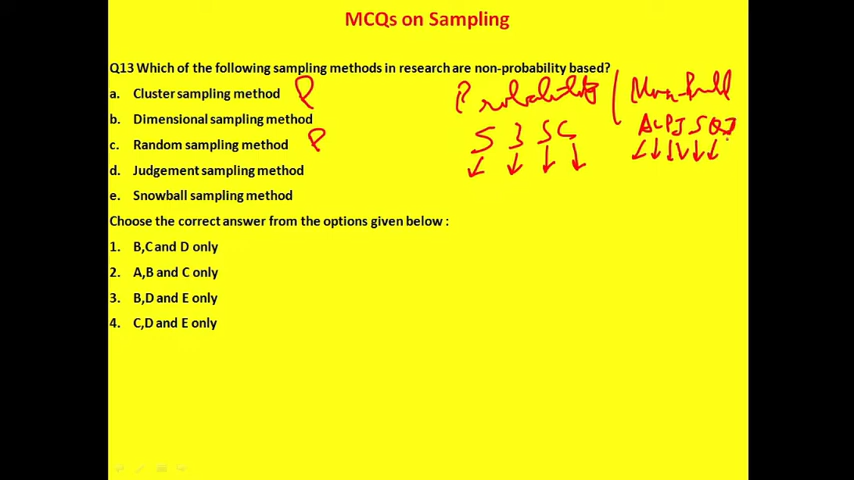 MCQs on Sampling
Q13 Which of the following sampling methods in research are non-probability based?
a. Cluster sampling method P
b. Dimensional sampling method
c. Random sampling method P
d. Judgement sampling method
e. Snowball sampling method
Choose the correct answer from the options given below :
1. B,C and D only
2. A,B and C only
3. B,D and E only
4. C,D and E only
Probability
S 3 S C